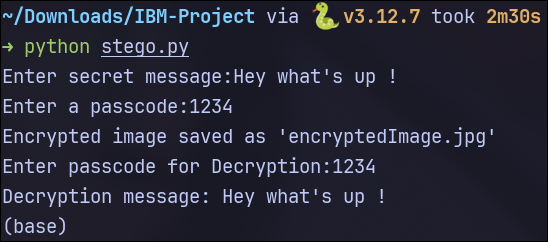 ~/Downloads/IBM-Project via 🐍v3.12.7 took 2m30s
➜ python stego.py
Enter secret message:Hey what's up !
Enter a passcode:1234
Encrypted image saved as 'encryptedImage.jpg'
Enter passcode for Decryption:1234
Decryption message: Hey what's up !
(base)